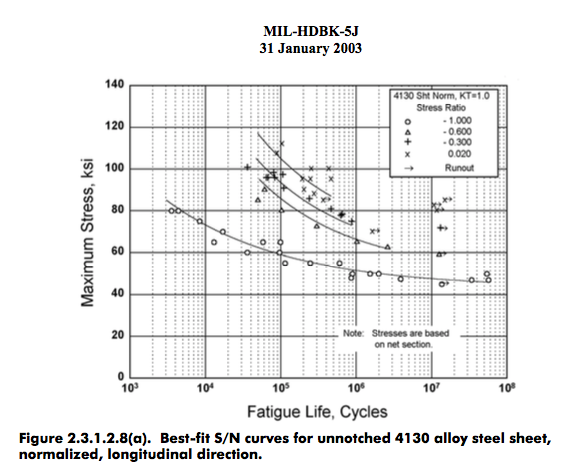 MIL-HDBK-5J
31 January 2003
140
120
100
80
60
40
20
0
Maximum Stress, ksi
4130 Sht Norm, KT=1.0
Stress Ratio
- 1.000
- 0.600
- 0.300
0.020
Runout
Note: Stresses are based
on net section.
10³ 10⁴ 10⁵ 10⁶ 10⁷ 10⁸
Fatigue Life, Cycles
Figure 2.3.1.2.8(a). Best-fit S/N curves for unnotched 4130 alloy steel sheet,
normalized, longitudinal direction.